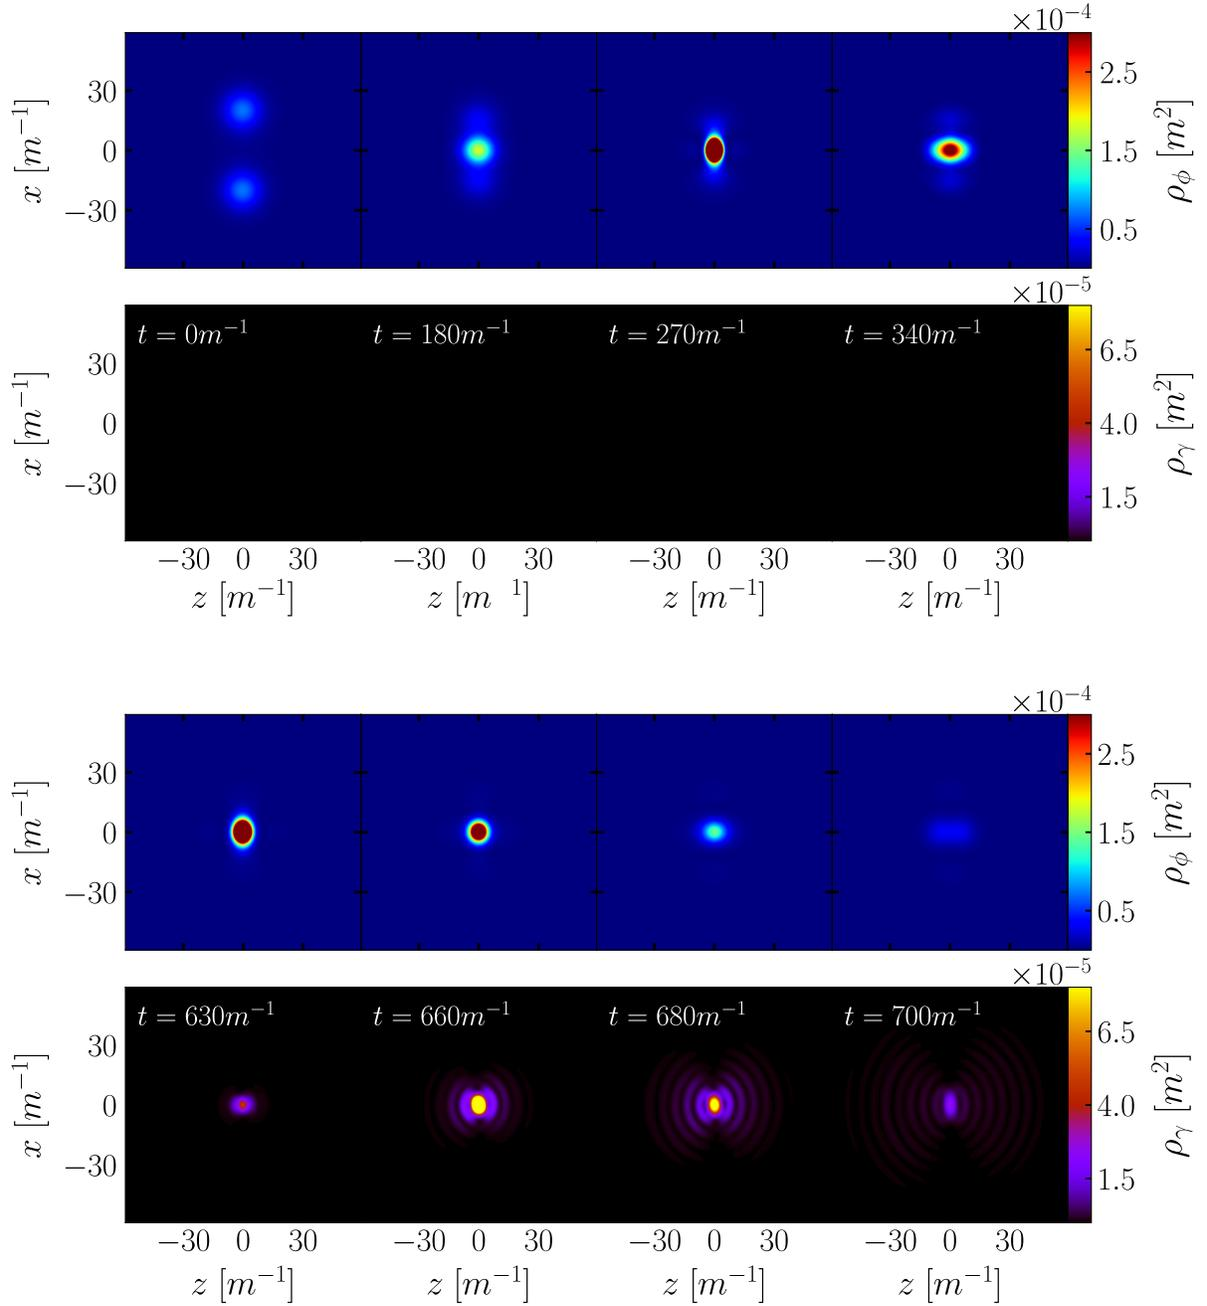 ×10⁻⁴
x [m⁻¹]
30
0
−30
2.5
1.5
0.5
ρ_ϕ [m²]
×10⁻⁵
t = 0m⁻¹ t = 180m⁻¹ t = 270m⁻¹ t = 340m⁻¹
x [m⁻¹]
30
0
−30
6.5
4.0
1.5
ρ_γ [m²]
−30 0 30 −30 0 30 −30 0 30 −30 0 30
z [m⁻¹] z [m ¹] z [m⁻¹] z [m⁻¹]
×10⁻⁴
x [m⁻¹]
30
0
−30
2.5
1.5
0.5
ρ_ϕ [m²]
×10⁻⁵
t = 630m⁻¹ t = 660m⁻¹ t = 680m⁻¹ t = 700m⁻¹
x [m⁻¹]
30
0
−30
6.5
4.0
1.5
ρ_γ [m²]
−30 0 30 −30 0 30 −30 0 30 −30 0 30
z [m⁻¹] z [m⁻¹] z [m⁻¹] z [m⁻¹]